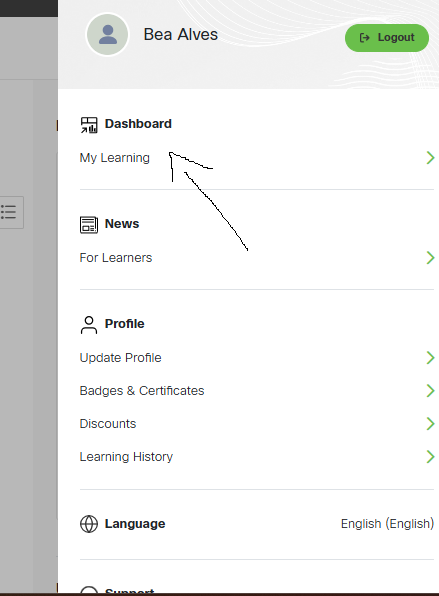 Bea Alves
Logout
Dashboard
My Learning
News
For Learners
Profile
Update Profile
Badges & Certificates
Discounts
Learning History
Language English (English)
Support